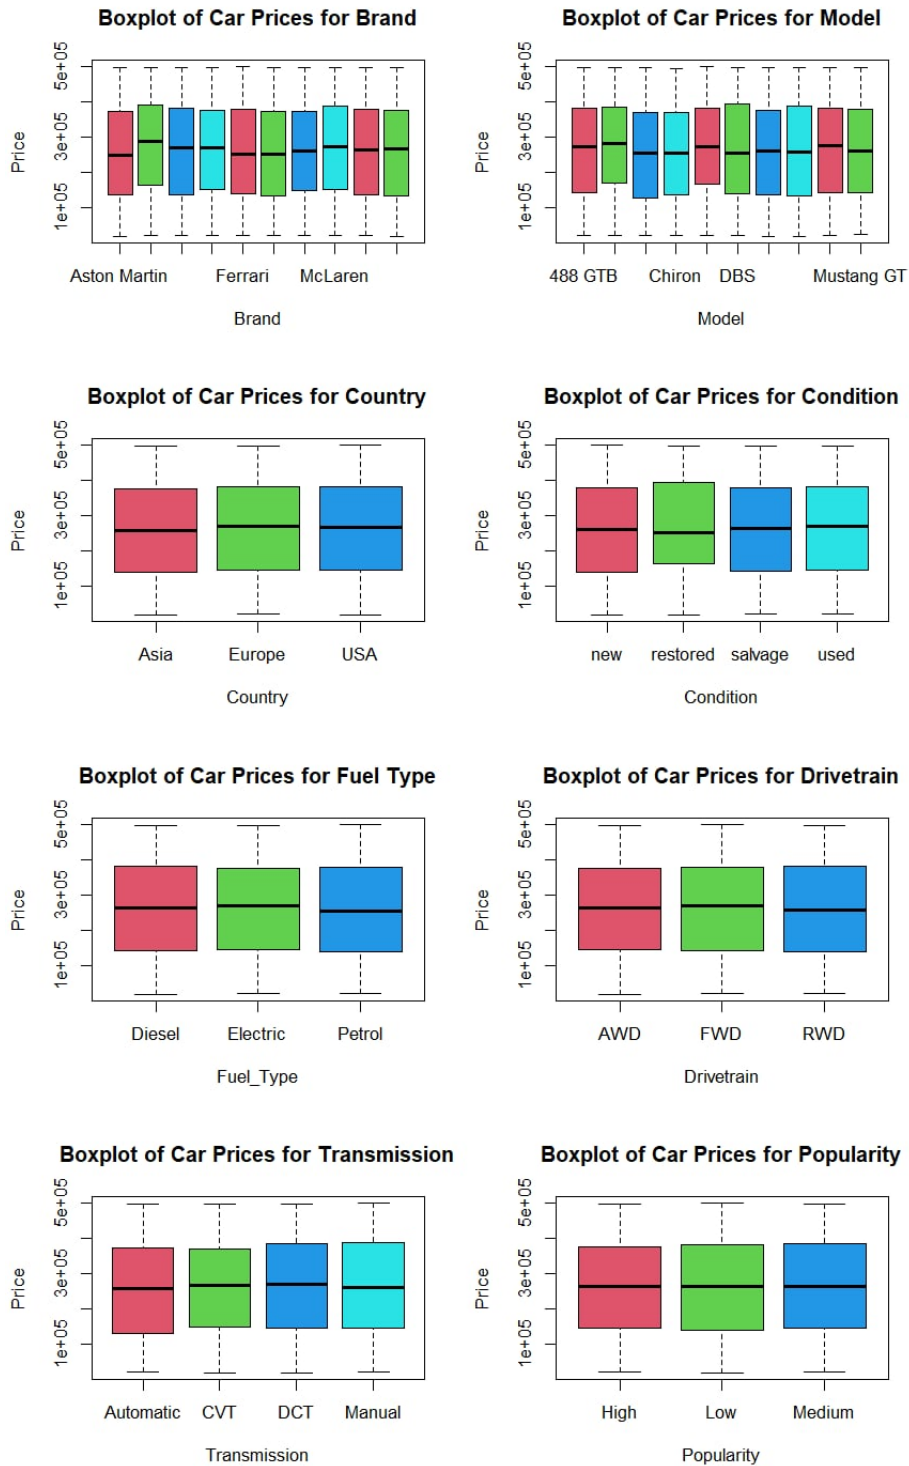 Boxplot of Car Prices for Brand
Price
1e+05 3e+05 5e+05
Aston Martin Ferrari McLaren
Brand
Boxplot of Car Prices for Model
Price
1e+05 3e+05 5e+05
488 GTB Chiron DBS Mustang GT
Model
Boxplot of Car Prices for Country
Price
1e+05 3e+05 5e+05
Asia Europe USA
Country
Boxplot of Car Prices for Condition
Price
1e+05 3e+05 5e+05
new restored salvage used
Condition
Boxplot of Car Prices for Fuel Type
Price
1e+05 3e+05 5e+05
Diesel Electric Petrol
Fuel_Type
Boxplot of Car Prices for Drivetrain
Price
1e+05 3e+05 5e+05
AWD FWD RWD
Drivetrain
Boxplot of Car Prices for Transmission
Price
1e+05 3e+05 5e+05
Automatic CVT DCT Manual
Transmission
Boxplot of Car Prices for Popularity
Price
1e+05 3e+05 5e+05
High Low Medium
Popularity